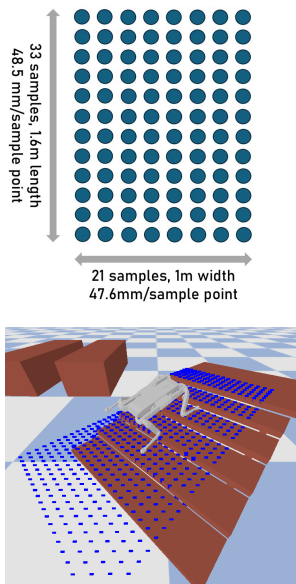 33 samples, 1.6m length
48.5 mm/sample point
21 samples, 1m width
47.6mm/sample point